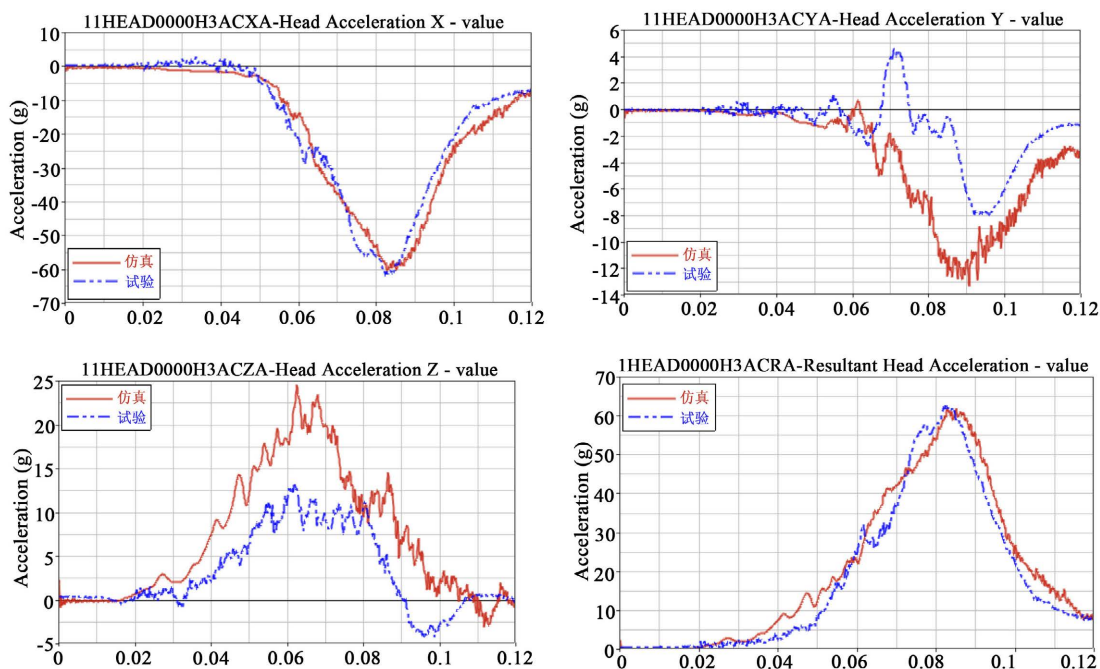 11HEAD0000H3ACXA-Head Acceleration X - value
10
0
-10
-20
-30
-40
-50
-60
-70
Acceleration (g)
仿真
试验
0 0.02 0.04 0.06 0.08 0.1 0.12
11HEAD0000H3ACYA-Head Acceleration Y - value
6
4
2
0
-2
-4
-6
-8
-10
-12
-14
Acceleration (g)
仿真
试验
0 0.02 0.04 0.06 0.08 0.1 0.12
11HEAD0000H3ACZA-Head Acceleration Z - value
25
20
15
10
5
0
-5
Acceleration (g)
仿真
试验
0 0.02 0.04 0.06 0.08 0.1 0.12
1HEAD0000H3ACRA-Resultant Head Acceleration - value
70
60
50
40
30
20
10
0
Acceleration (g)
仿真
试验
0 0.02 0.04 0.06 0.08 0.1 0.12